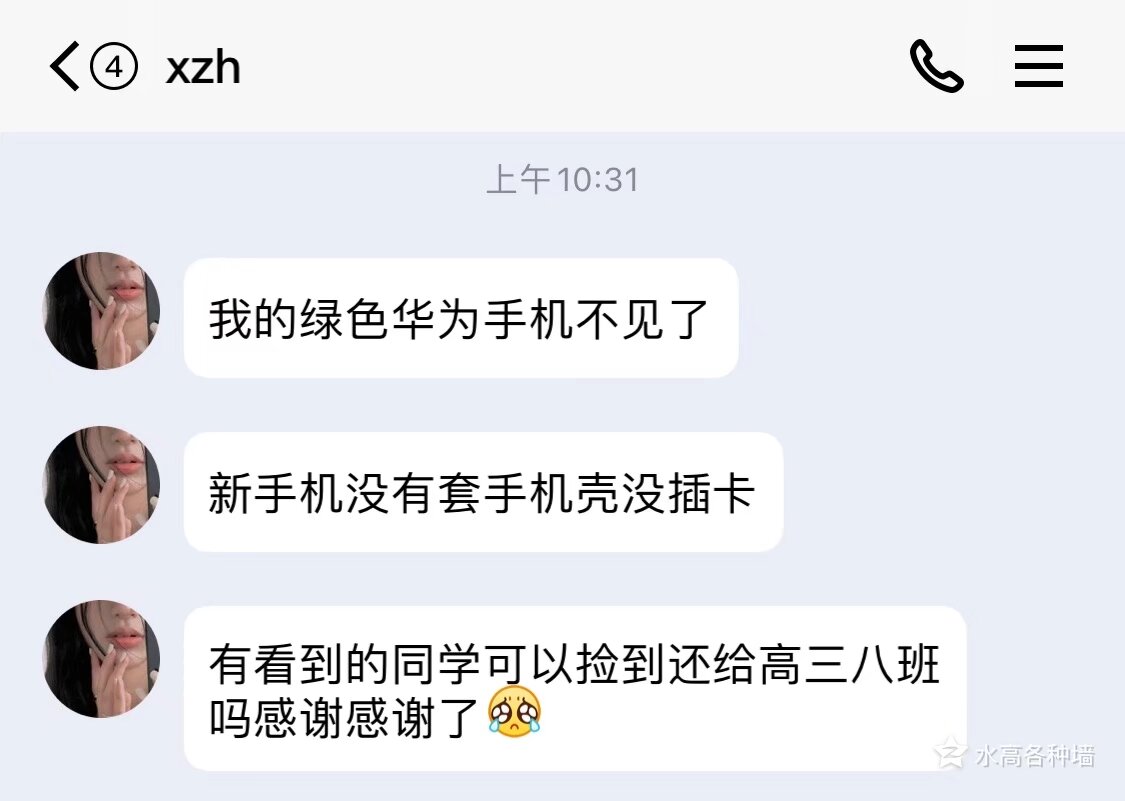 4 xzh
上午10:31
我的绿色华为手机不见了
新手机没有套手机壳没插卡
有看到的同学可以捡到还给高三八班
吗感谢感谢了🥹
水高各种墙